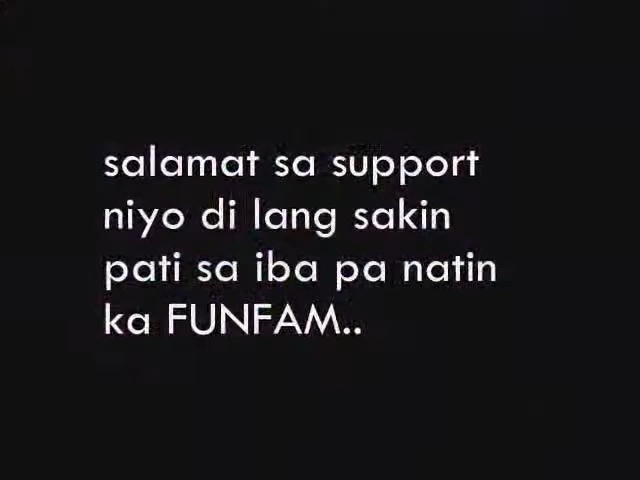 salamat sa support
niyo di lang sakin
pati sa iba pa natin
ka FUNFAM..